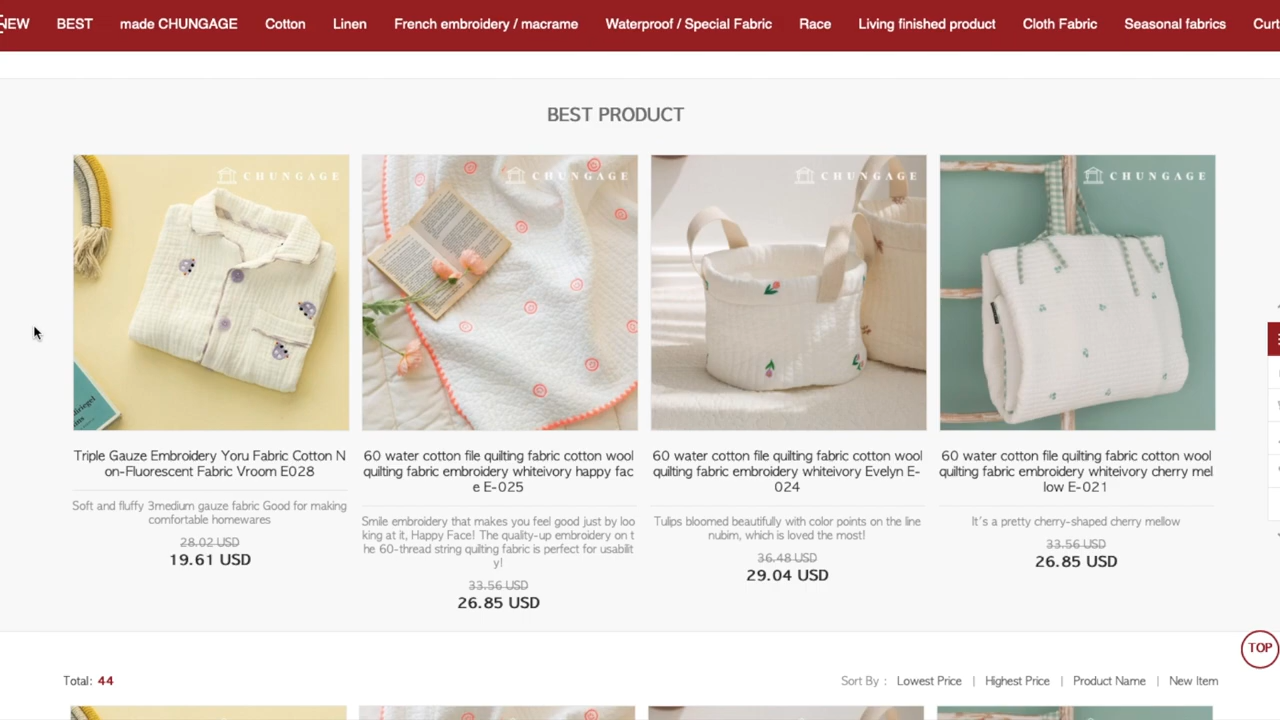 BEST
made CHUNGAGE
Cotton
Linen
French embroidery / macrame
Waterproof / Special Fabric
Race
Living finished product
Cloth Fabric
Seasonal fabrics
BEST PRODUCT
CHUNGAGE
CHUNGAGE
CHUNGAGE
CHUNGAGE
Triple Gauze Embroidery Yoru Fabric Cotton N
on-Fluorescent Fabric Vroom E028
Soft and fluffy 3medium gauze fabric Good for making
comfortable homewares
28.02 USD
19.61 USD
60 water cotton file quilting fabric cotton wool
quilting fabric embroidery whiteivory happy fac
e E-025
Smile embroidery that makes you feel good just by loo
king at it, Happy Face! The quality-up embroidery on t
he 60-thread string quilting fabric is perfect for usabilit
y!
33.56 USD
26.85 USD
60 water cotton file quilting fabric cotton wool
quilting fabric embroidery whiteivory Evelyn E-
024
Tulips bloomed beautifully with color points on the line
nubim, which is loved the most!
36.48 USD
29.04 USD
60 water cotton file quilting fabric cotton wool
quilting fabric embroidery whiteivory cherry mel
low E-021
It's a pretty cherry-shaped cherry mellow
33.56 USD
26.85 USD
TOP
Total: 44
Sort By :
Lowest Price | Highest Price | Product Name | New Item